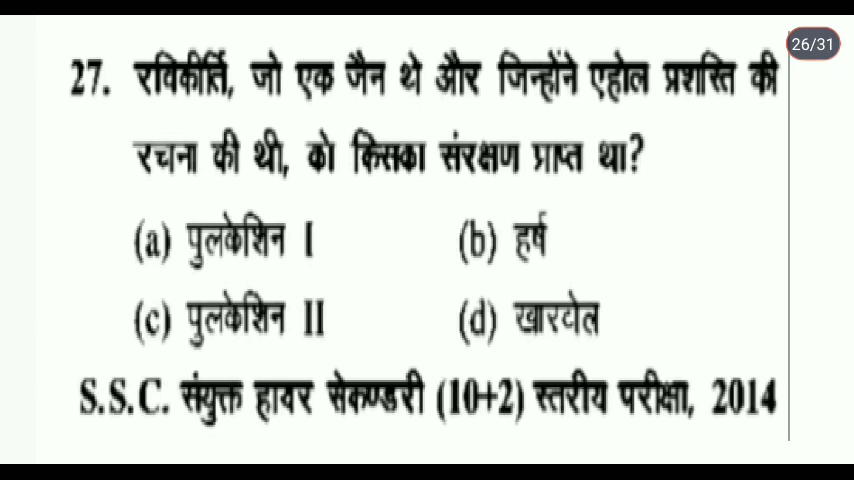 26/31
27. रविकीर्ति, जो एक जैन थे और जिन्होंने एहोल प्रशस्ति की
रचना की थी, को किसका संरक्षण प्राप्त था?
(a) पुलकेशिन I (b) हर्ष
(c) पुलकेशिन II (d) खारवेल
S.S.C. संयुक्त हायर सेकण्डरी (10+2) स्तरीय परीक्षा, 2014